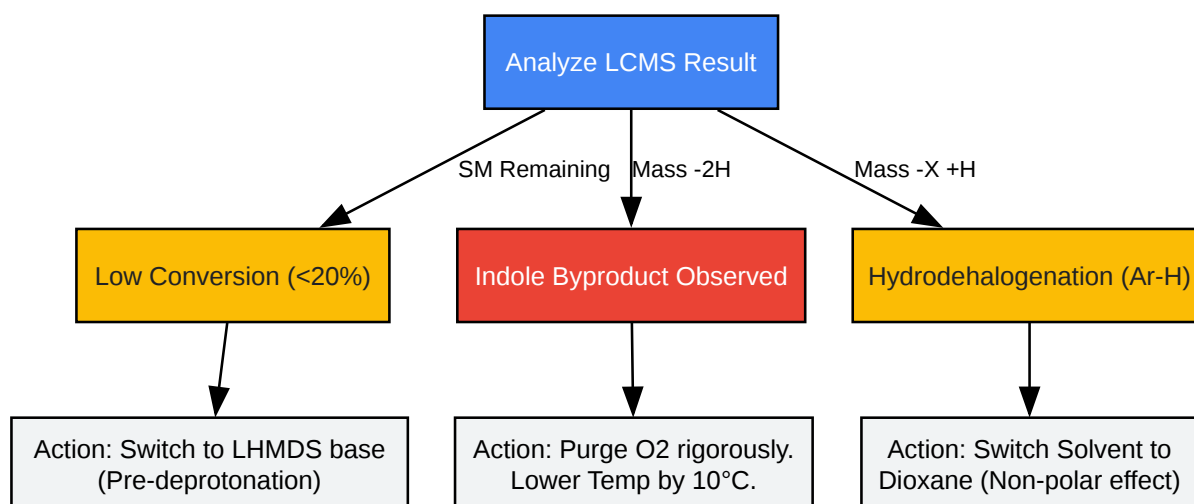 Analyze LCMS Result
SM Remaining
Mass -2H
Mass -X +H
Low Conversion (<20%)
Indole Byproduct Observed
Hydrodehalogenation (Ar-H)
Action: Switch to LHMDS base
(Pre-deprotonation)
Action: Purge O2 rigorously.
Lower Temp by 10°C.
Action: Switch Solvent to
Dioxane (Non-polar effect)